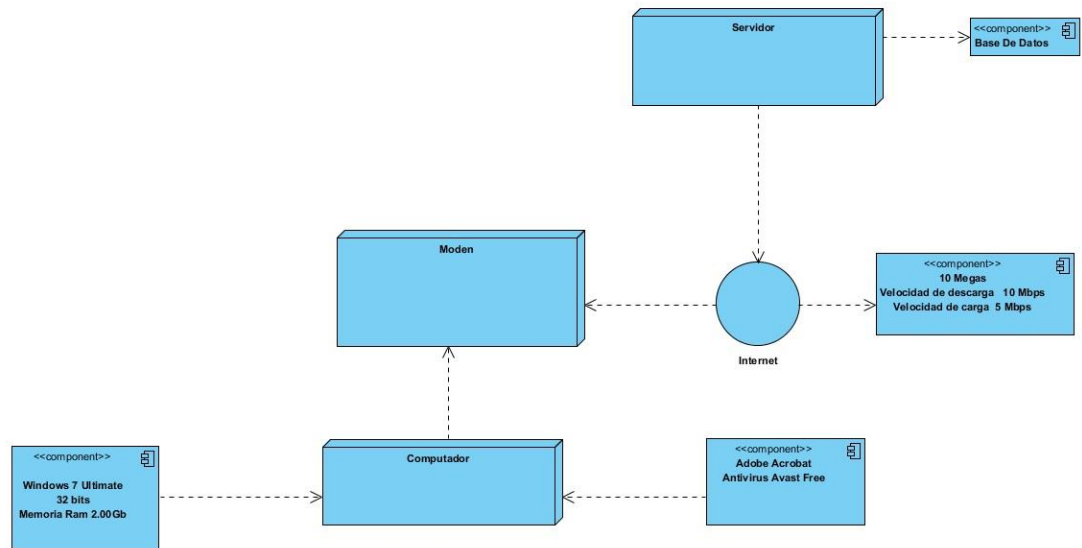 Servidor
<<component>>
Base De Datos
Moden
<<component>>
10 Megas
Velocidad de descarga 10 Mbps
Velocidad de carga 5 Mbps
Internet
<<component>>
Windows 7 Ultimate
32 bits
Memoria Ram 2.00Gb
Computador
<<component>>
Adobe Acrobat
Antivirus Avast Free